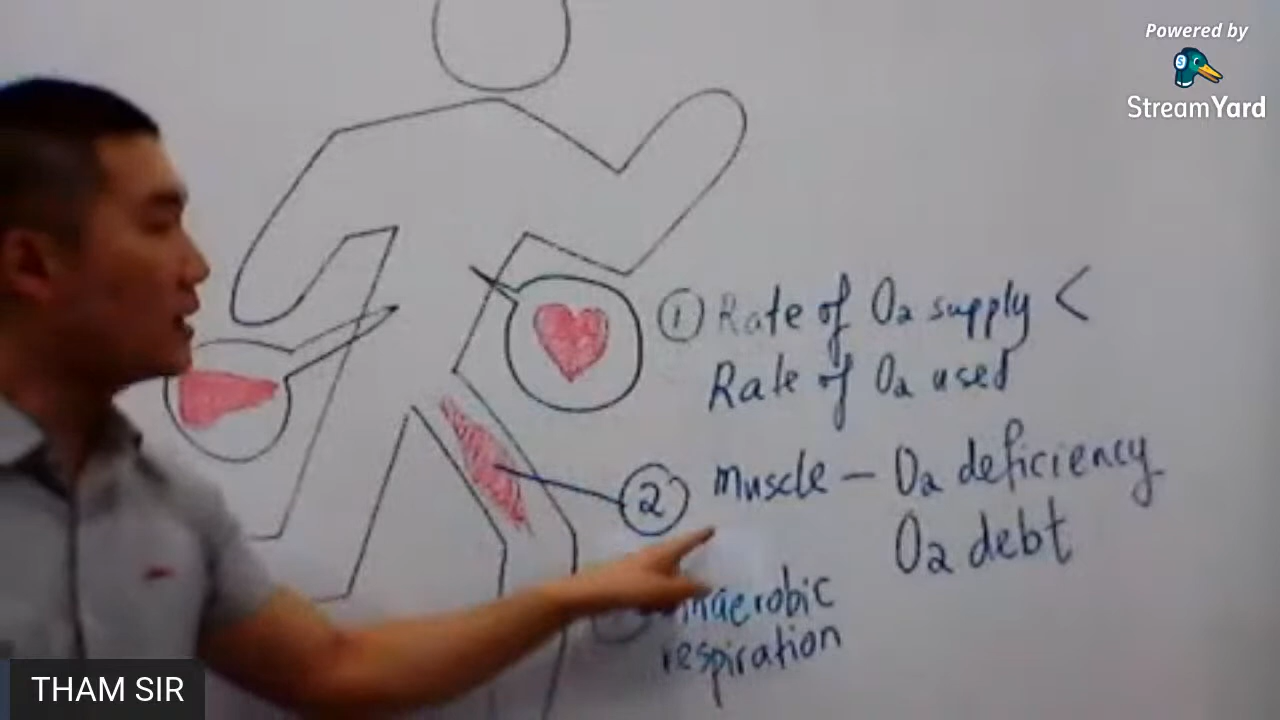 Powered by
StreamYard
① Rate of O₂ supply <
Rate of O₂ used
② Muscle – O₂ deficiency
O₂ debt
Anaerobic
respiration
THAM SIR